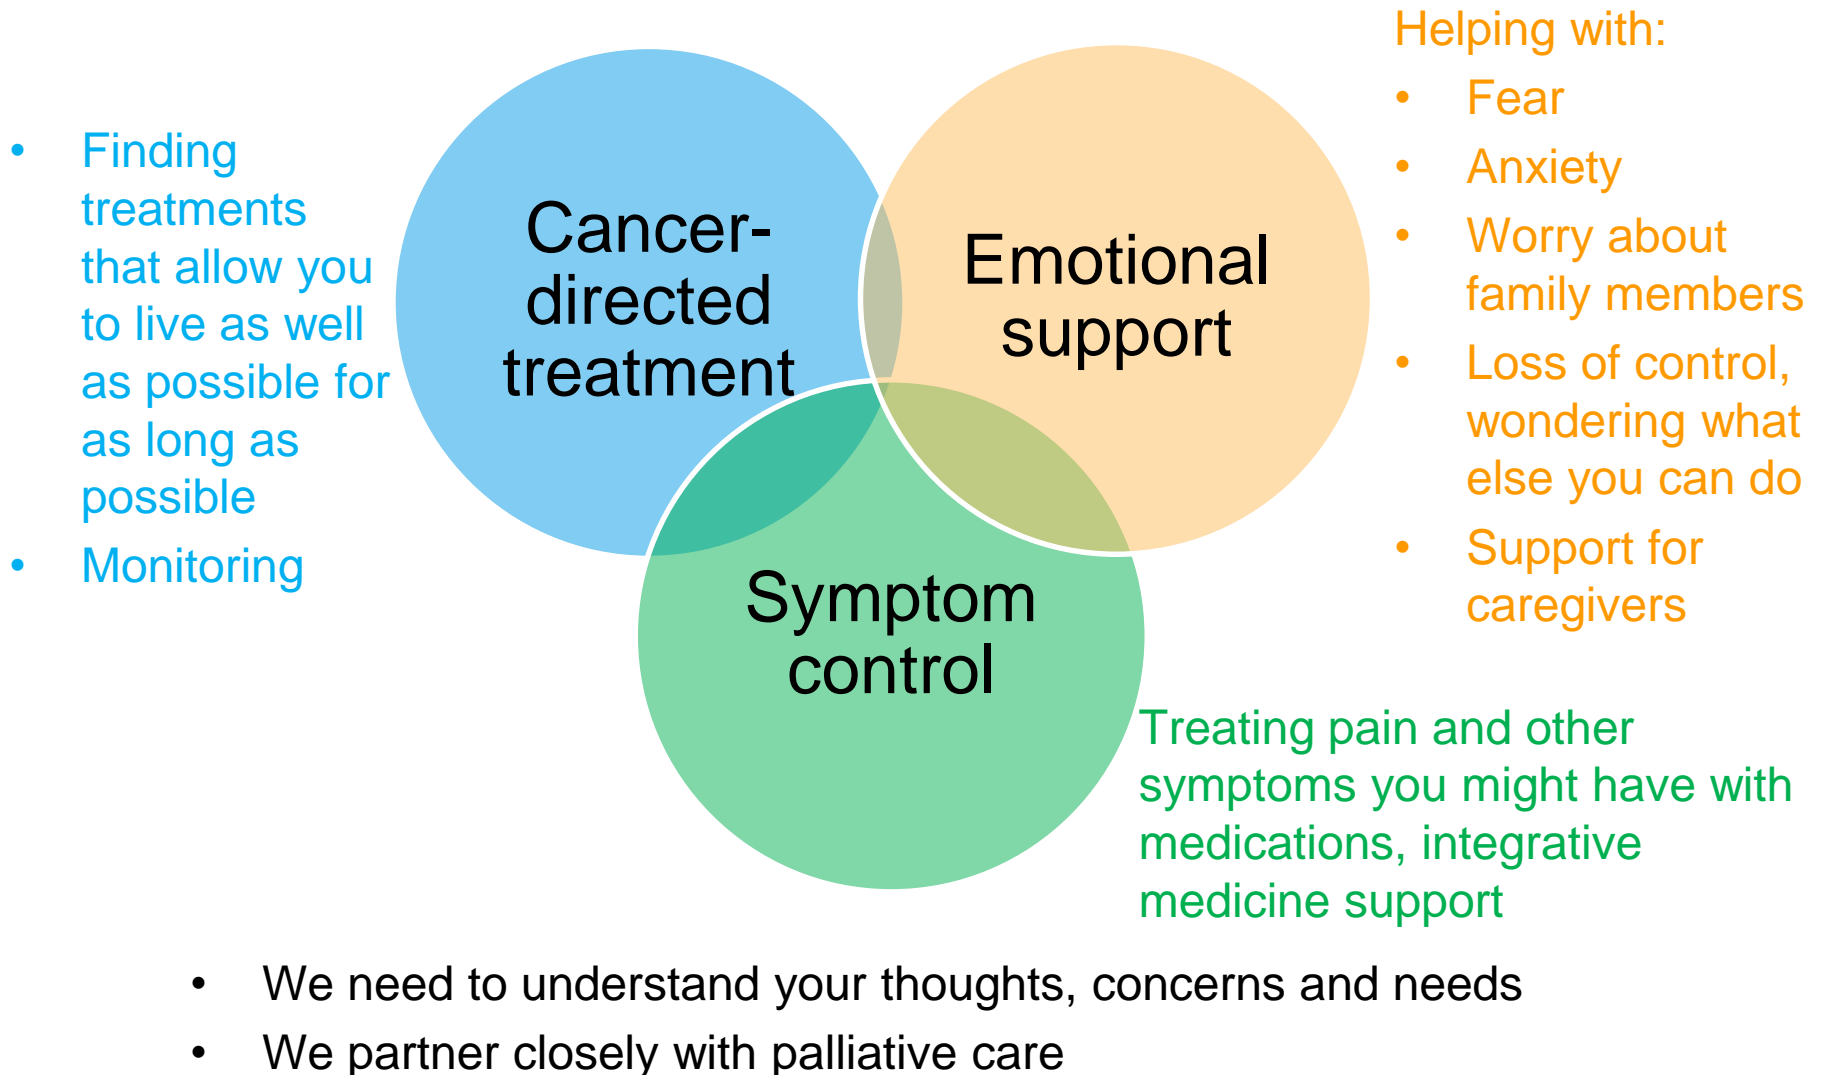 • Finding
treatments
that allow you
to live as well
as possible for
as long as
possible
• Monitoring
Cancer-
directed
treatment
Emotional
support
Symptom
control
Helping with:
• Fear
• Anxiety
• Worry about
family members
• Loss of control,
wondering what
else you can do
• Support for
caregivers
Treating pain and other
symptoms you might have with
medications, integrative
medicine support
• We need to understand your thoughts, concerns and needs
• We partner closely with palliative care